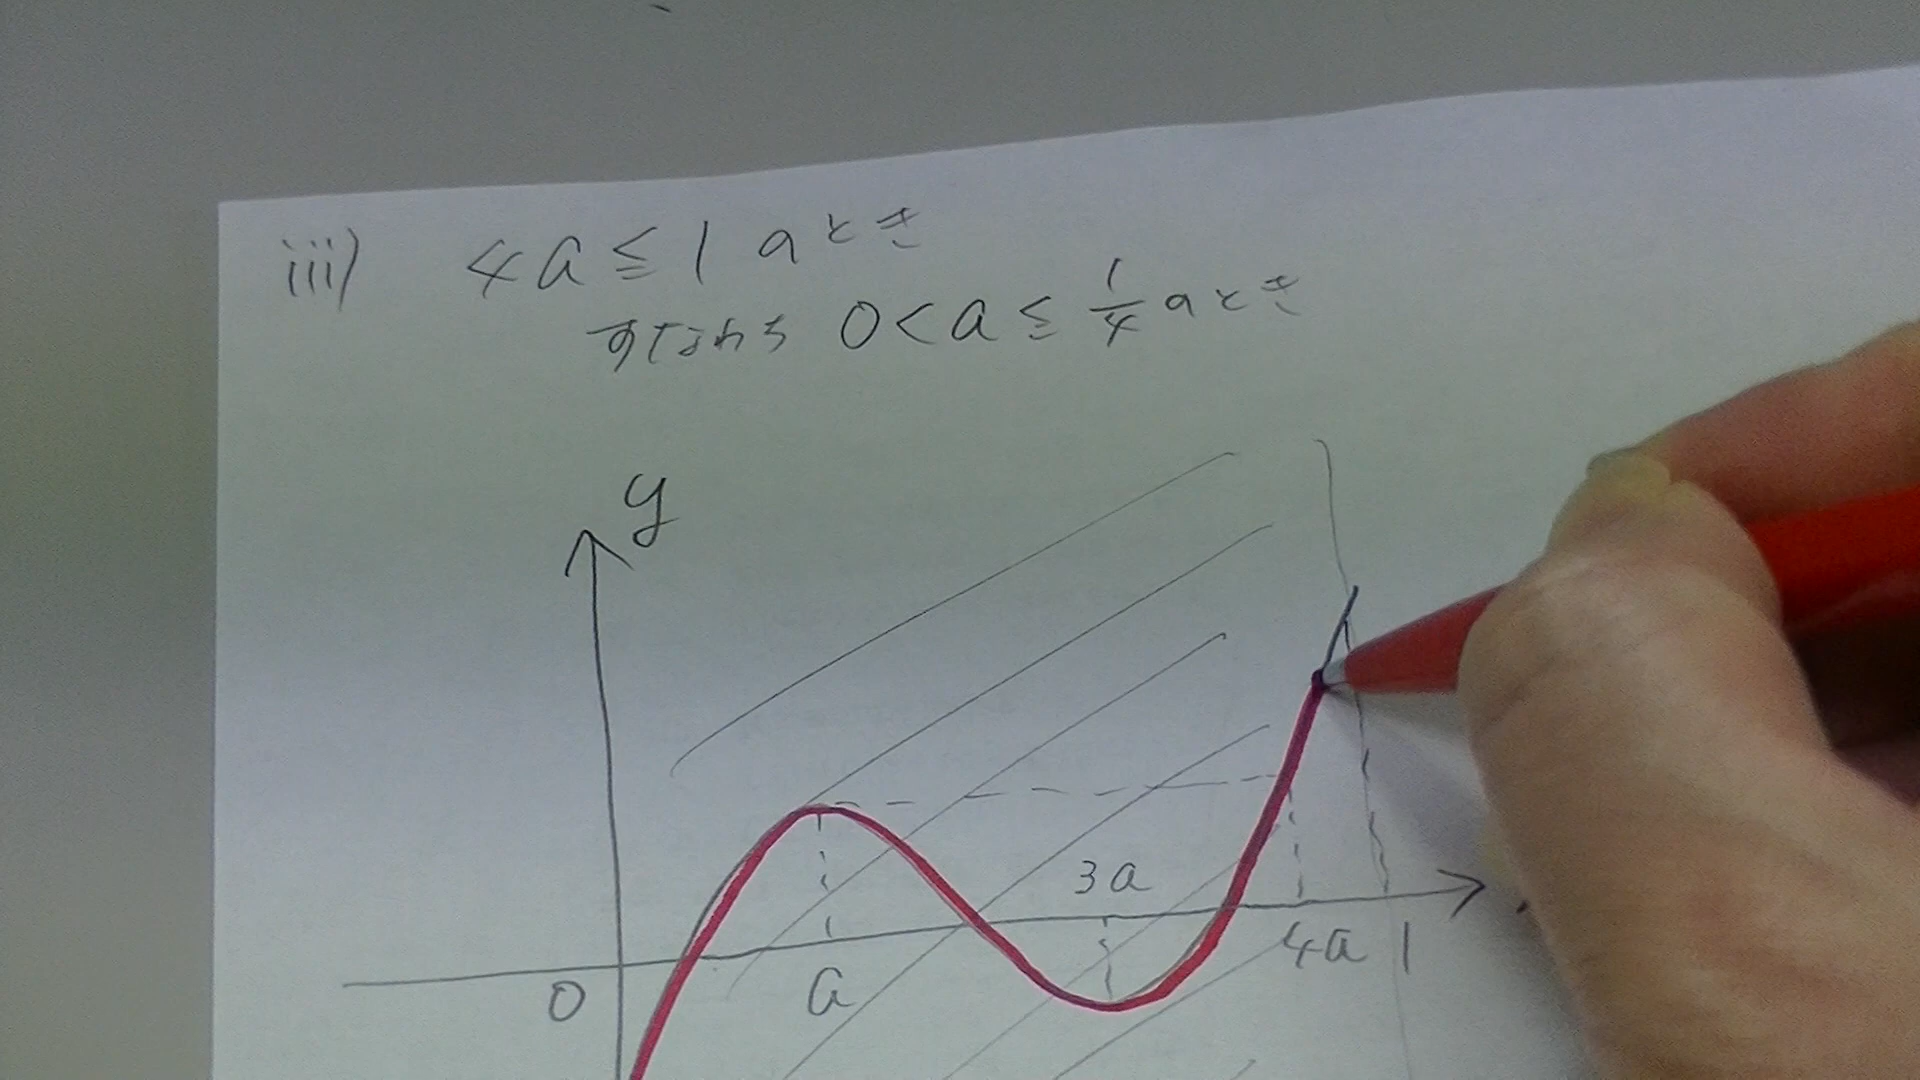 iii) 4a ≦ 1 のとき
すなわち 0 < a ≦ 1/4 のとき
y
3a
0 a 4a 1